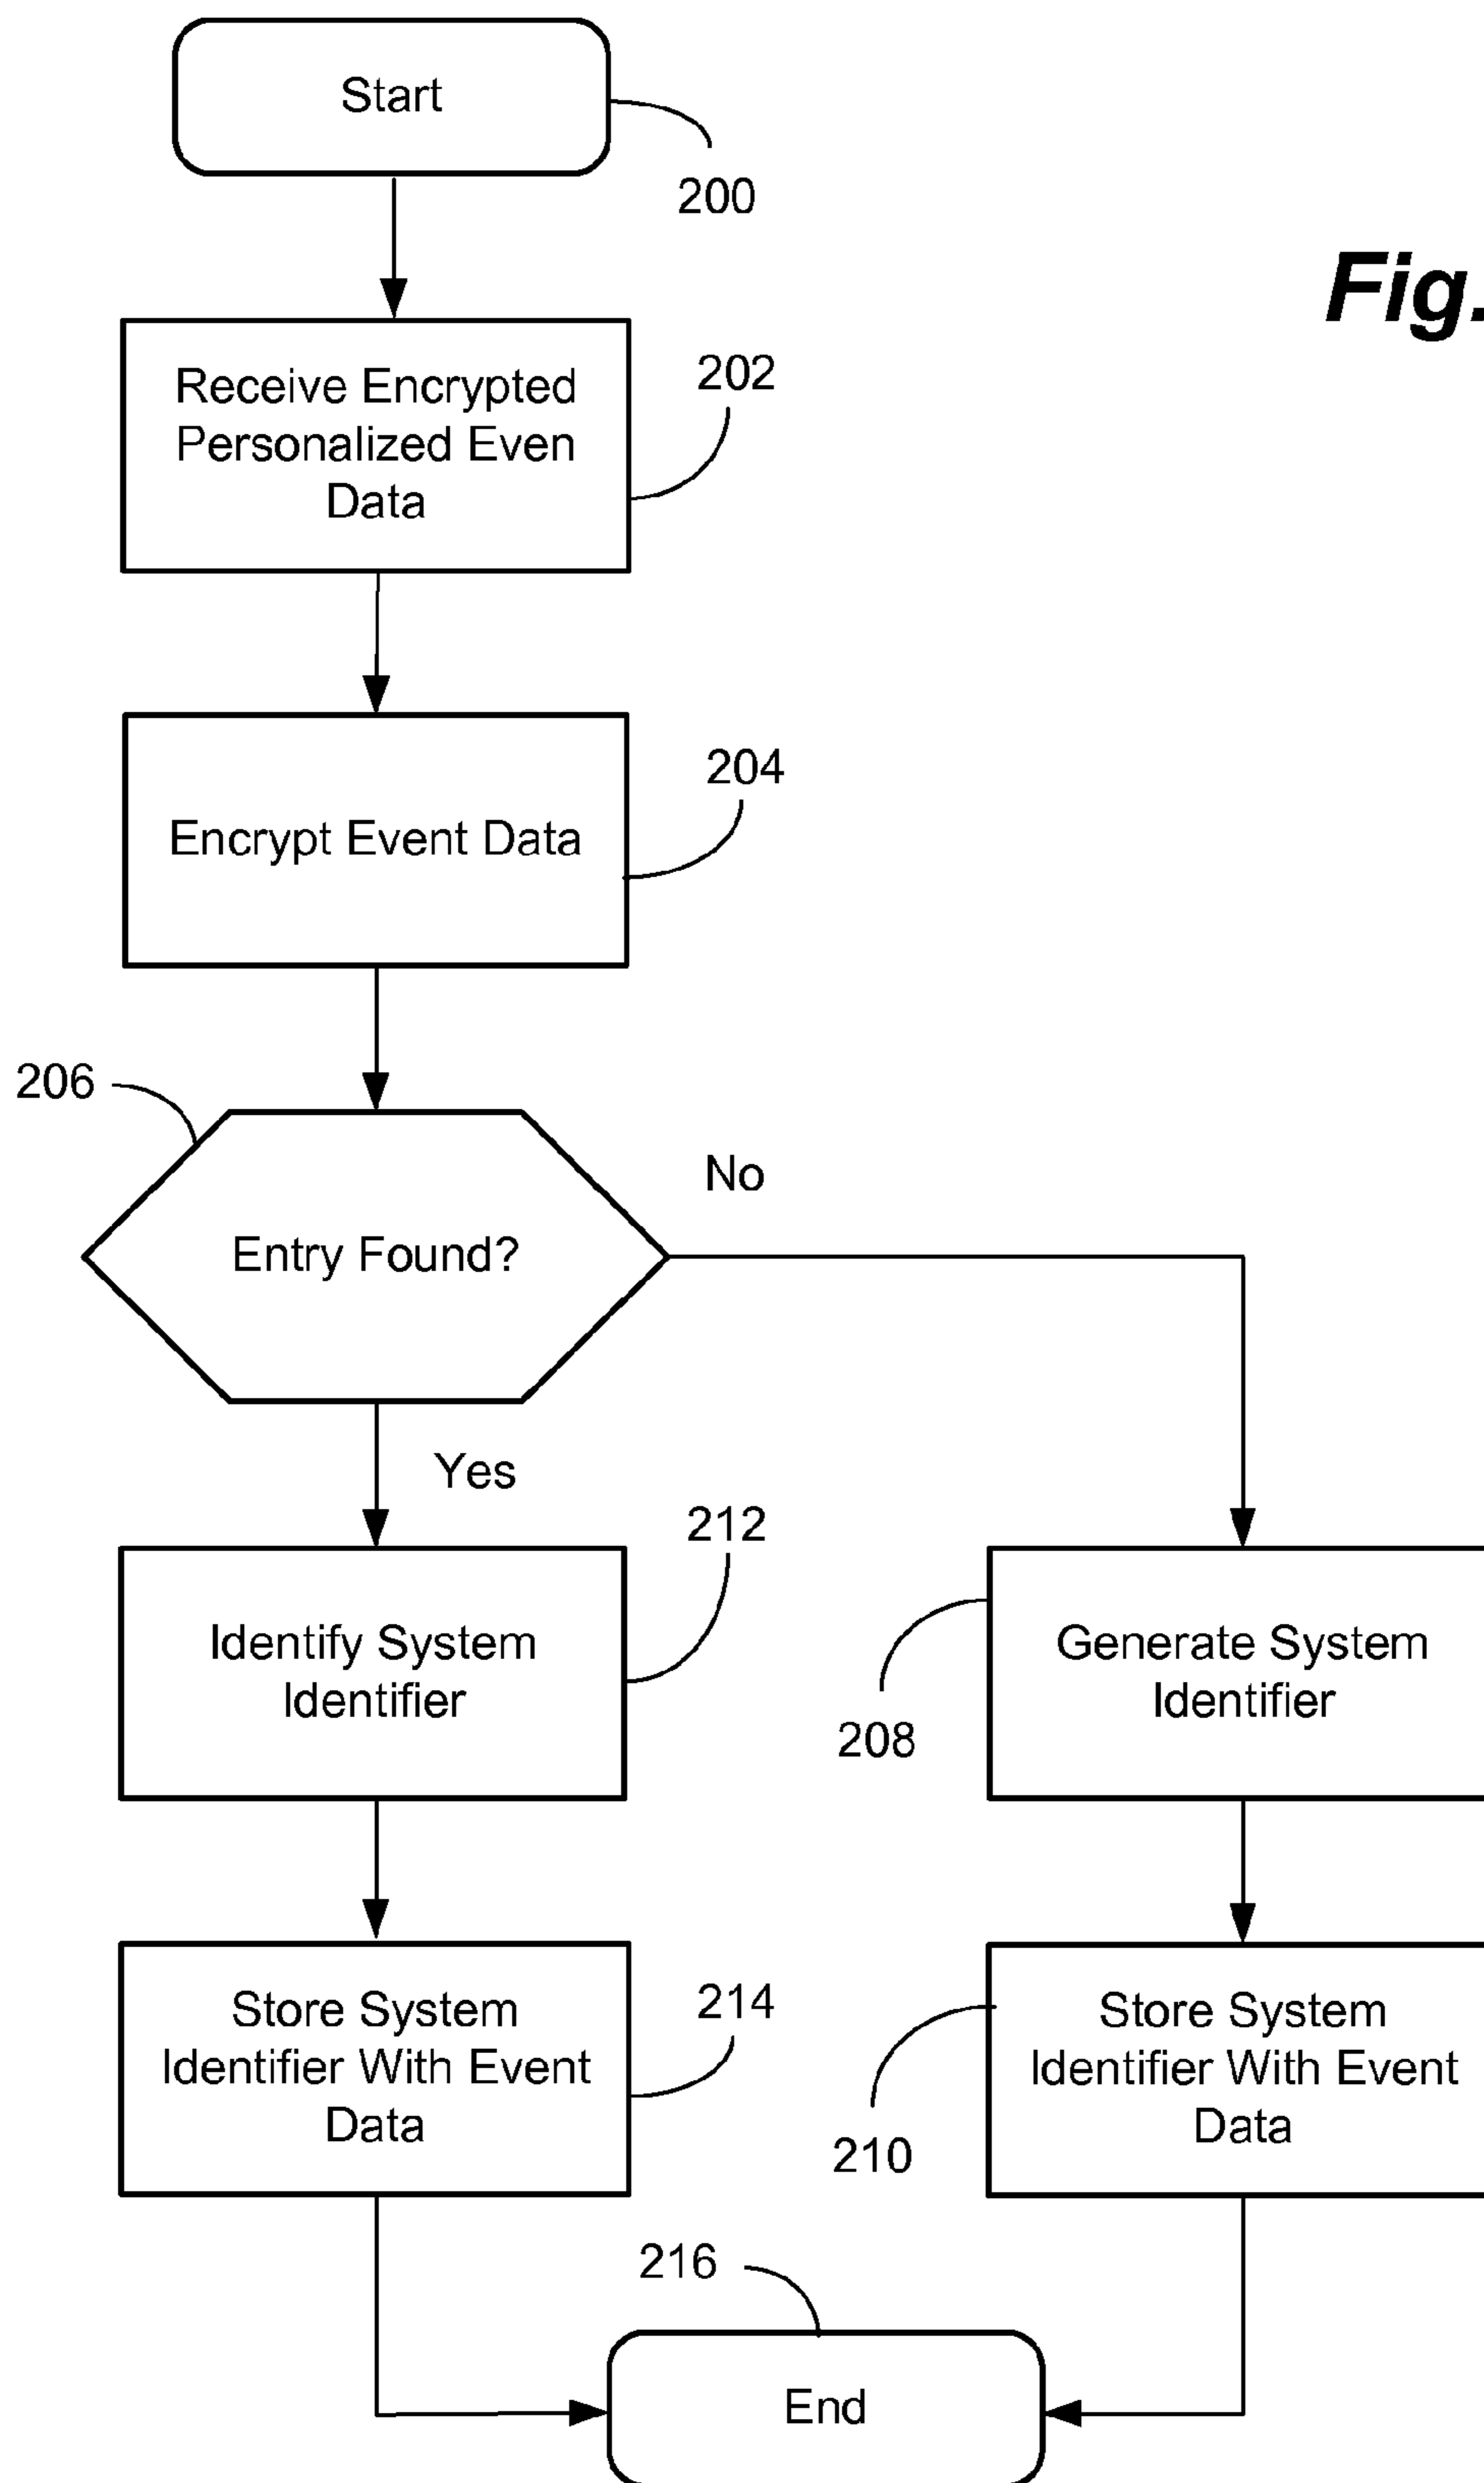 Start
200
Fig.
Receive Encrypted
Personalized Even
Data
202
Encrypt Event Data
204
206
Entry Found?
No
Yes
Identify System
Identifier
212
Generate System
Identifier
208
Store System
Identifier With Event
Data
214
Store System
Identifier With Event
Data
210
216
End